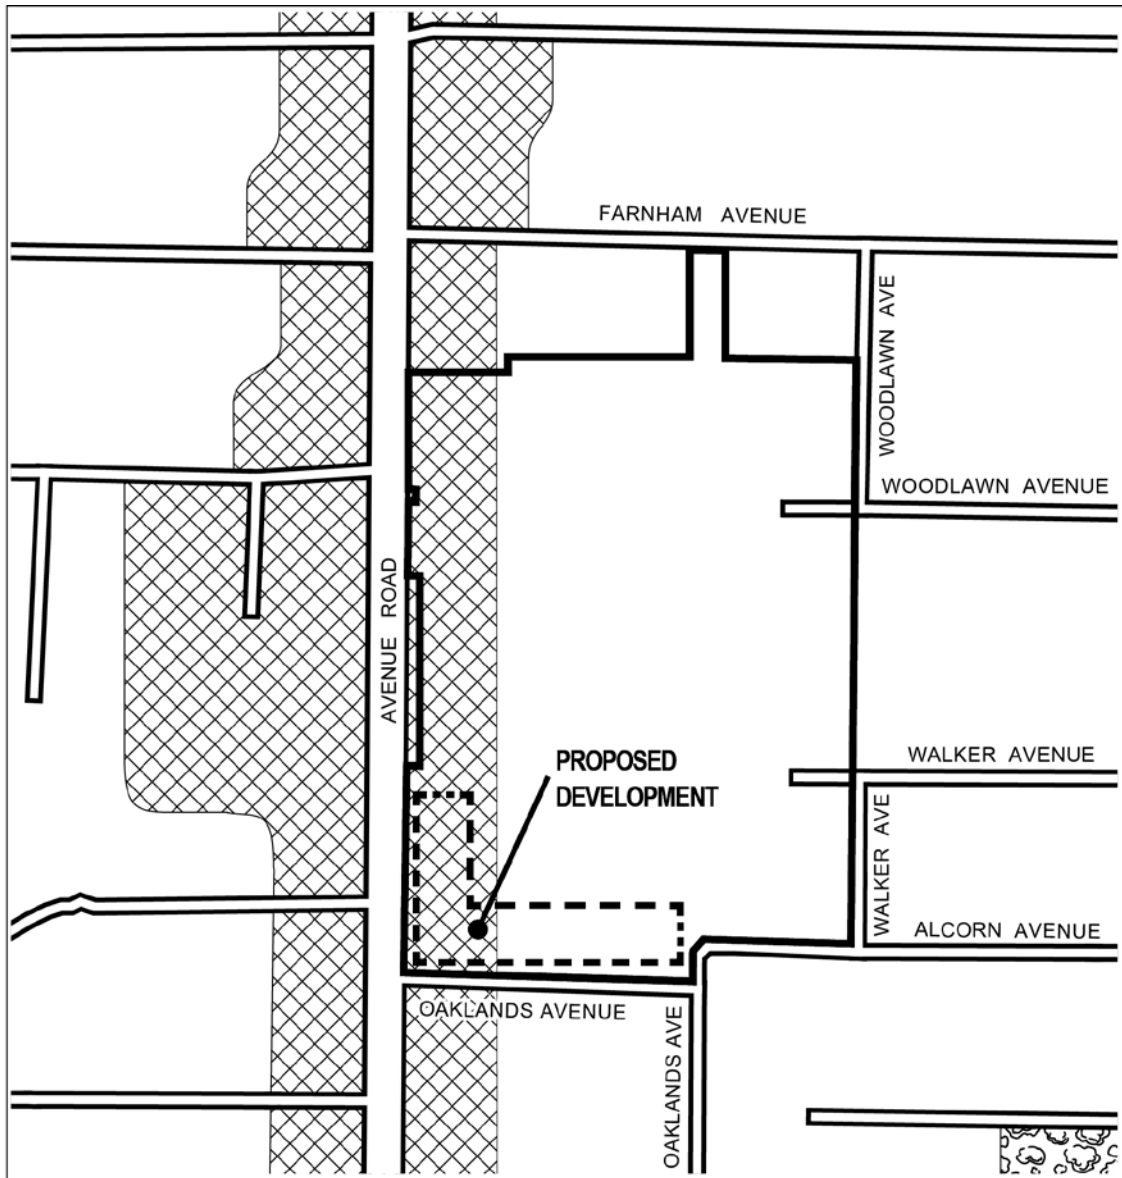 FARNHAM AVENUE
WOODLAWN AVE
WOODLAWN AVENUE
AVENUE ROAD
PROPOSED
DEVELOPMENT
WALKER AVENUE
WALKER AVE
ALCORN AVENUE
OAKLANDS AVENUE
OAKLANDS AVE